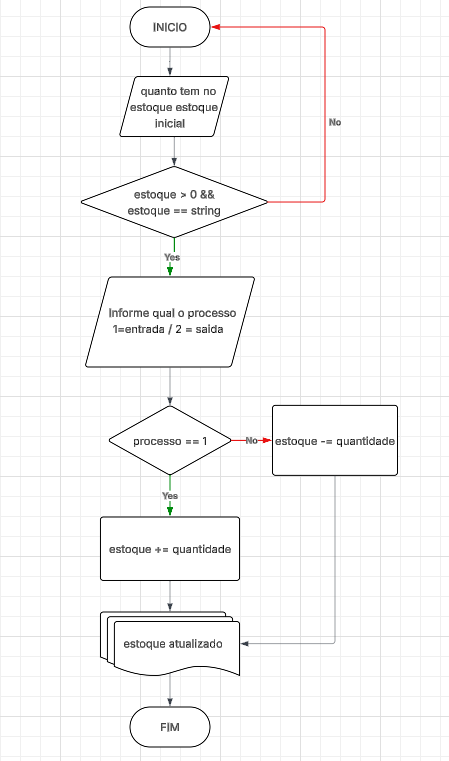 INICIO
quanto tem no
estoque estoque
inicial
No
estoque > 0 &&
estoque == string
Yes
Informe qual o processo
1=entrada / 2 = saida
processo == 1
No
estoque -= quantidade
Yes
estoque += quantidade
estoque atualizado
FIM